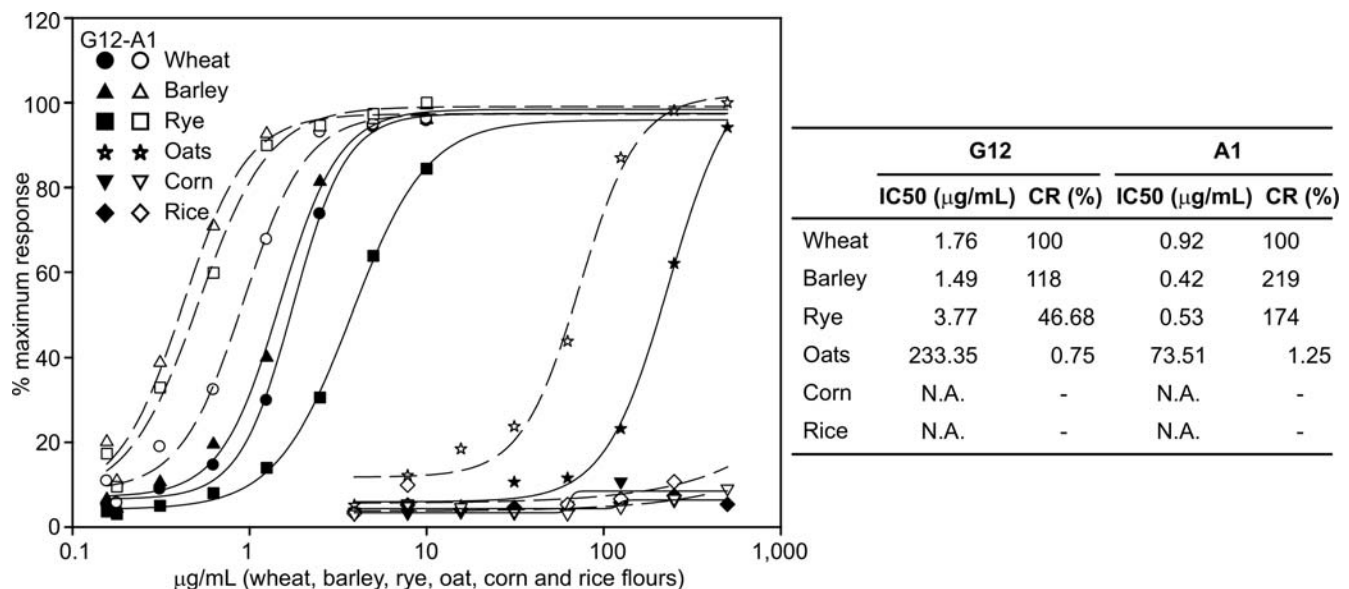 120
100
80
60
40
20
0
% maximum response
G12-A1
Wheat
Barley
Rye
Oats
Corn
Rice
0.1 1 10 100 1,000
µg/mL (wheat, barley, rye, oat, corn and rice flours)
G12 A1
IC50 (µg/mL) CR (%) IC50 (µg/mL) CR (%)
Wheat 1.76 100 0.92 100
Barley 1.49 118 0.42 219
Rye 3.77 46.68 0.53 174
Oats 233.35 0.75 73.51 1.25
Corn N.A. - N.A. -
Rice N.A. - N.A. -